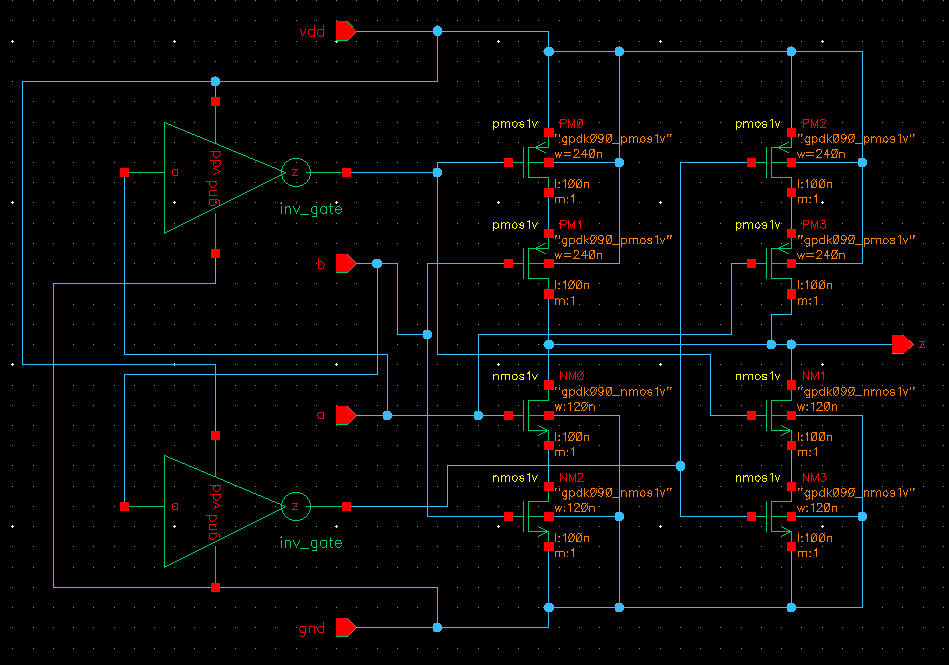 vdd
pmos1v PM0
"gpdk090_pmos1v"
w=240n
l:100n
m:1
pmos1v PM2
"gpdk090_pmos1v"
w=240n
l:100n
m:1
a vdd gnd z
inv_gate
pmos1v PM1
"gpdk090_pmos1v"
w=240n
l:100n
m:1
pmos1v PM3
"gpdk090_pmos1v"
w=240n
l:100n
m:1
b
z
nmos1v NM0
"gpdk090_nmos1v"
w:120n
l:100n
m:1
nmos1v NM1
"gpdk090_nmos1v"
w:120n
l:100n
m:1
a
nmos1v NM2
"gpdk090_nmos1v"
w:120n
l:100n
m:1
nmos1v NM3
"gpdk090_nmos1v"
w:120n
l:100n
m:1
a vdd gnd z
inv_gate
gnd